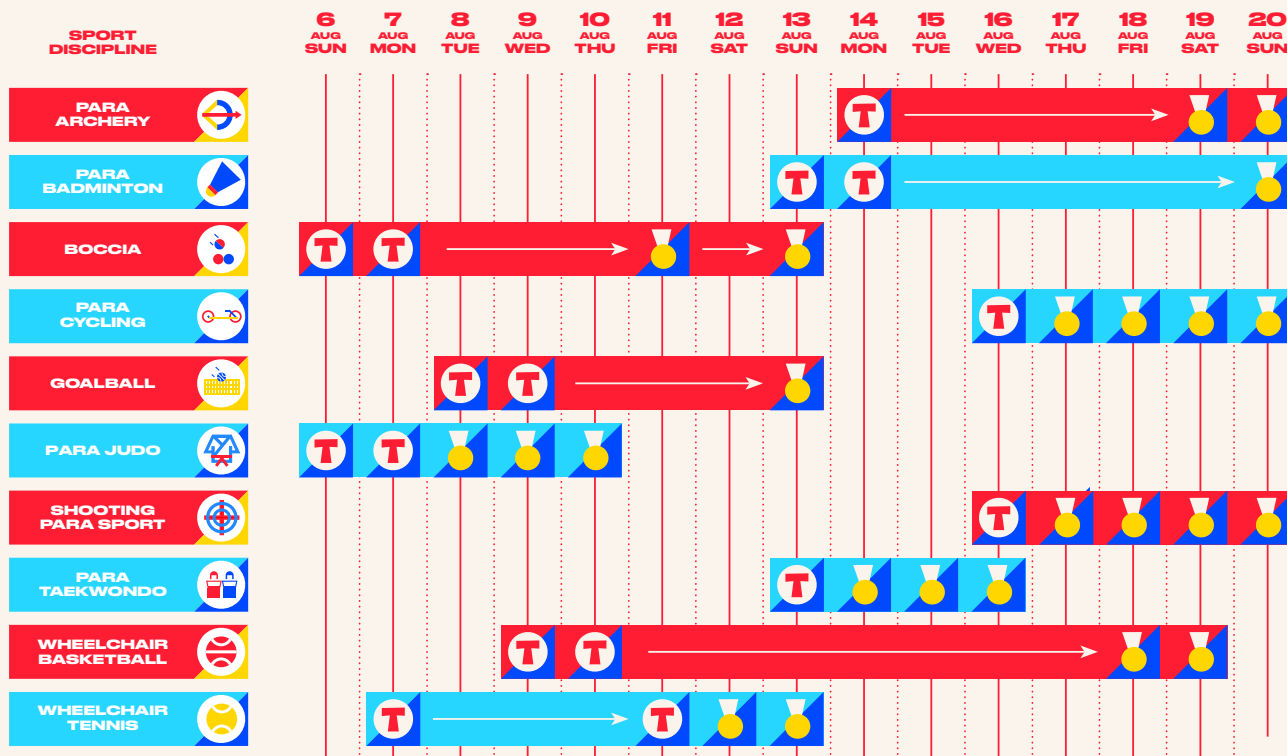 SPORT
DISCIPLINE
6 AUG SUN
7 AUG MON
8 AUG TUE
9 AUG WED
10 AUG THU
11 AUG FRI
12 AUG SAT
13 AUG SUN
14 AUG MON
15 AUG TUE
16 AUG WED
17 AUG THU
18 AUG FRI
19 AUG SAT
20 AUG SUN
PARA
ARCHERY
T
PARA
BADMINTON
T T
BOCCIA
T T
PARA
CYCLING
T
GOALBALL
T T
PARA JUDO
T T
SHOOTING
PARA SPORT
T
PARA
TAEKWONDO
T
WHEELCHAIR
BASKETBALL
T T
WHEELCHAIR
TENNIS
T T